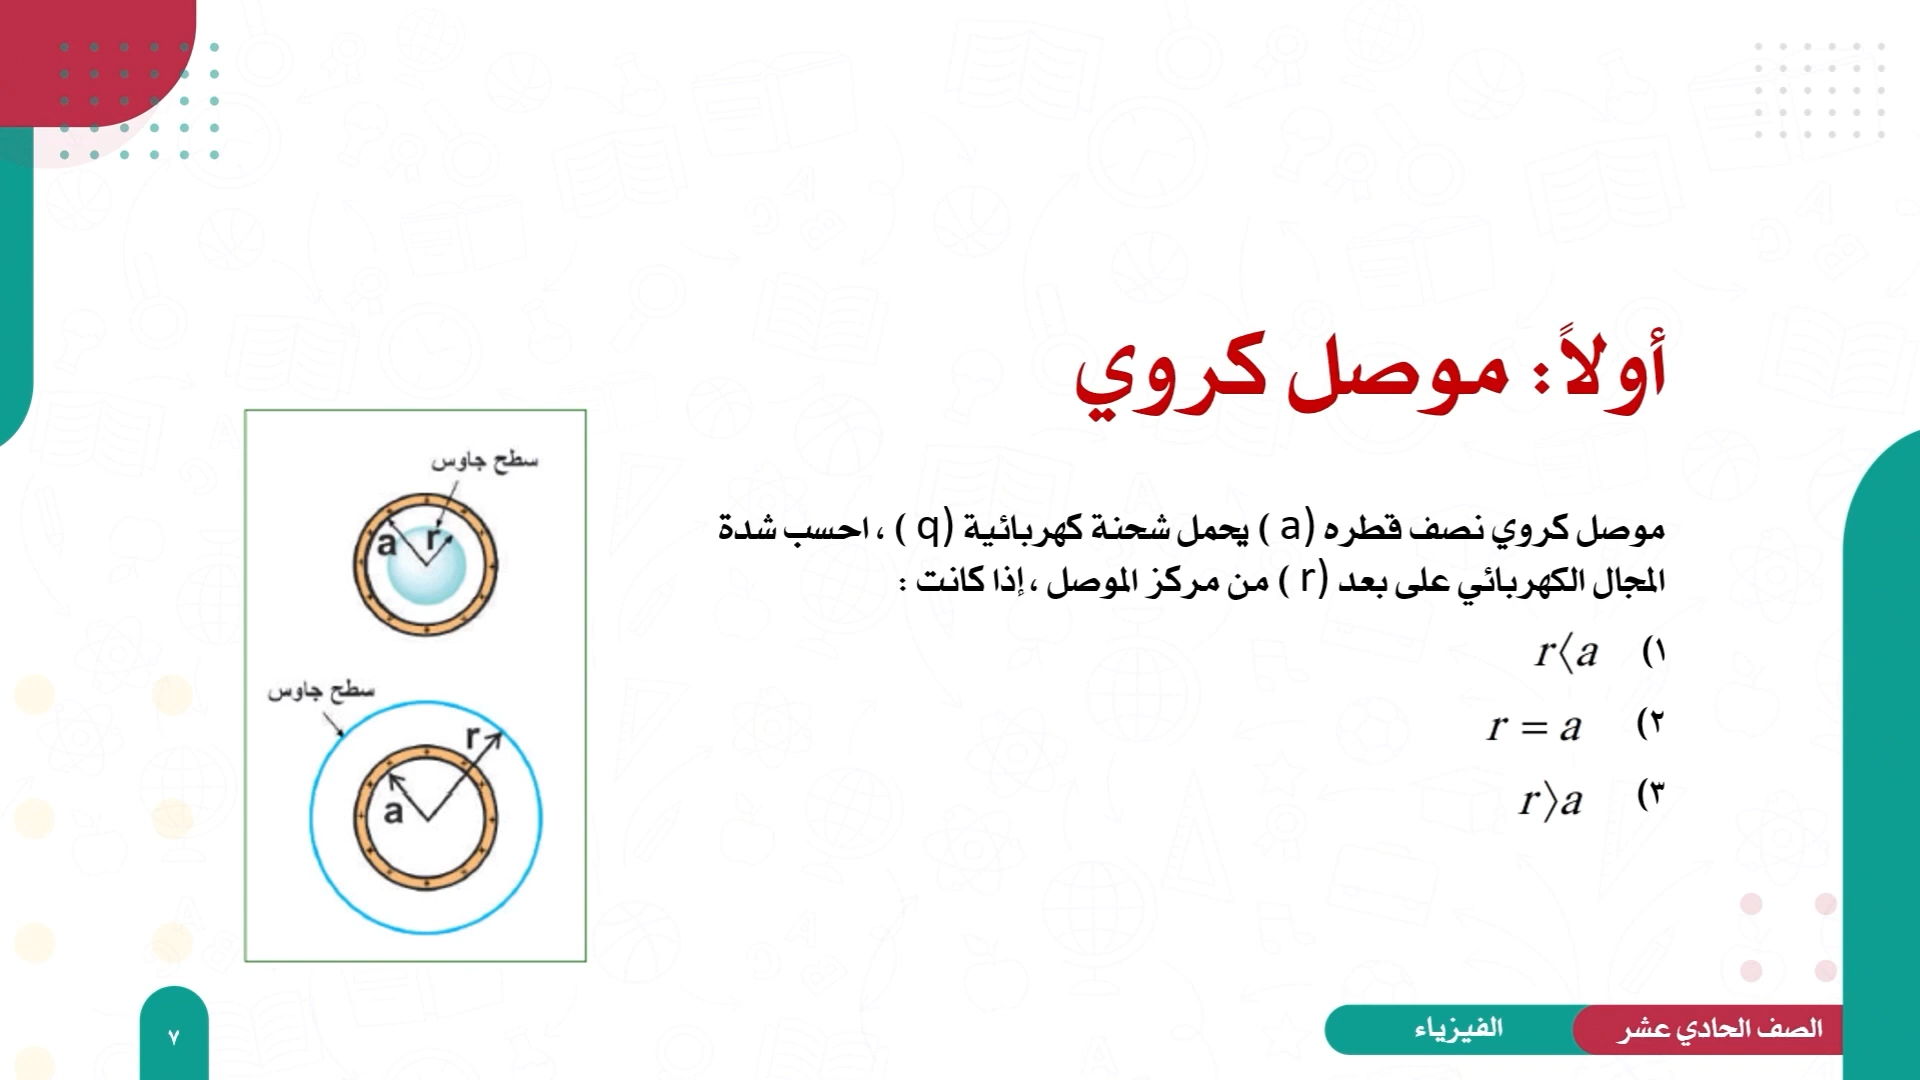 أولاً: موصل كروي
موصل كروي نصف قطره (a) يحمل شحنة كهربائية (q) ، احسب شدة
المجال الكهربائي على بعد (r) من مركز الموصل ، إذا كانت :
١) r⟨a
٢) r = a
٣) r⟩a
سطح جاوس
a r
سطح جاوس
r
a
الصف الحادي عشر
الفيزياء
٧